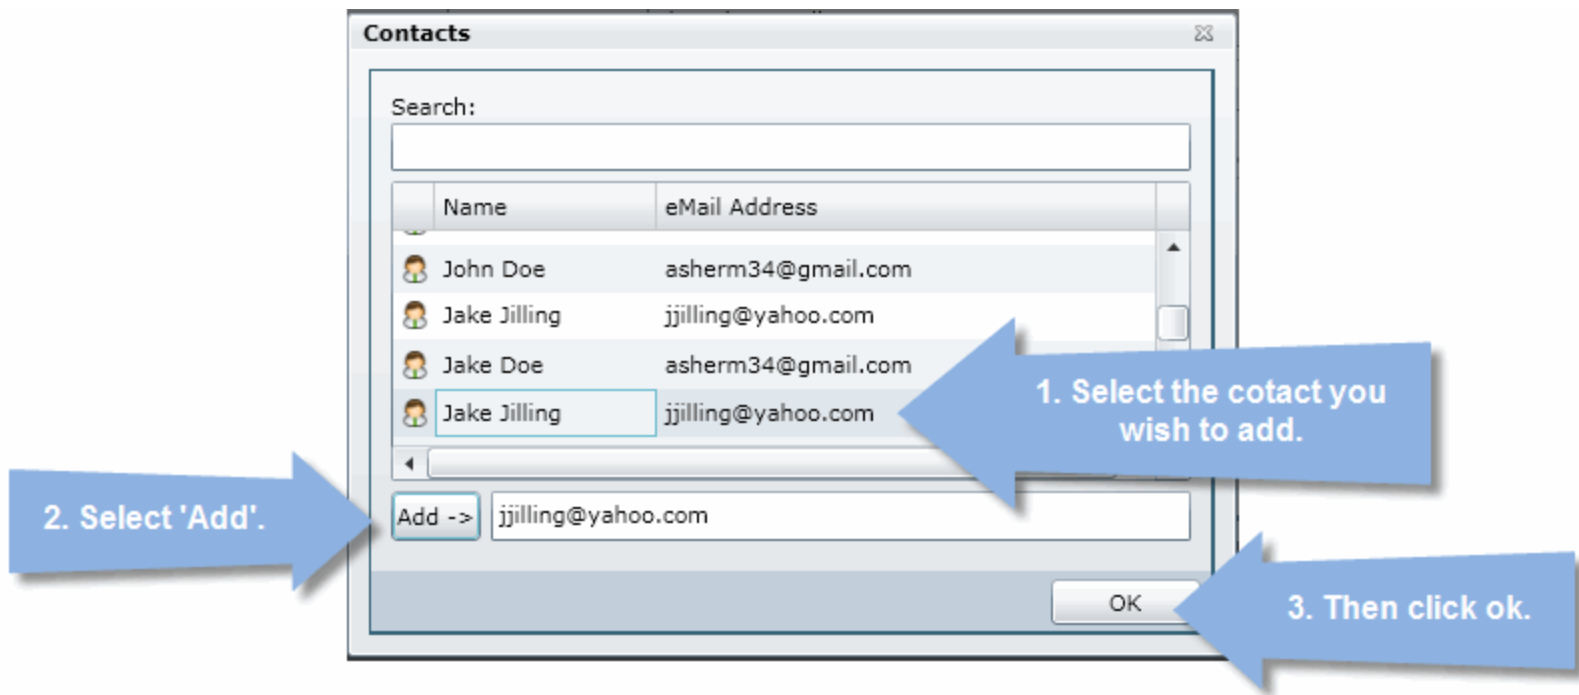 Contacts
Search:
Name eMail Address
John Doe asherm34@gmail.com
Jake Jilling jjilling@yahoo.com
Jake Doe asherm34@gmail.com
Jake Jilling jjilling@yahoo.com
1. Select the cotact you
wish to add.
2. Select 'Add'.
Add -> jjilling@yahoo.com
OK
3. Then click ok.